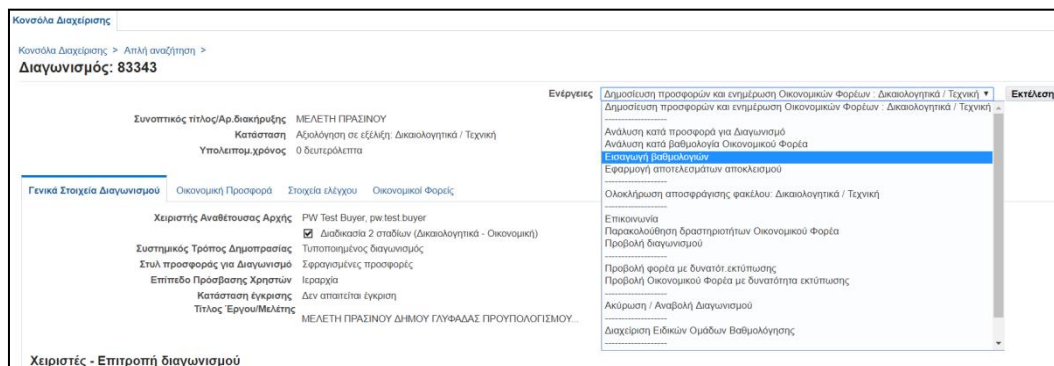 Κονσόλα Διαχείρισης
Κονσόλα Διαχείρισης > Απλή αναζήτηση >
Διαγωνισμός: 83343
Ενέργειες Δημοσίευση προσφορών και ενημέρωση Οικονομικών Φορέων : Δικαιολογητικά / Τεχνική Εκτέλεση
Δημοσίευση προσφορών και ενημέρωση Οικονομικών Φορέων : Δικαιολογητικά / Τεχνική
--------------------
Ανάλυση κατά προσφορά για Διαγωνισμό
Ανάλυση κατά βαθμολογία Οικονομικού Φορέα
Εισαγωγή βαθμολογιών
Εφαρμογή αποτελεσμάτων αποκλεισμού
--------------------
Ολοκλήρωση αποσφράγισης φακέλου: Δικαιολογητικά / Τεχνική
--------------------
Επικοινωνία
Παρακολούθηση δραστηριοτήτων Οικονομικού Φορέα
Προβολή διαγωνισμού
--------------------
Προβολή φορέα με δυνατότ.εκτύπωσης
Προβολή Οικονομικού Φορέα με δυνατότητα εκτύπωσης
--------------------
Ακύρωση / Αναβολή Διαγωνισμού
--------------------
Διαχείριση Ειδικών Ομάδων Βαθμολόγησης
--------------------
Συνοπτικός τίτλος/Αρ.διακήρυξης ΜΕΛΕΤΗ ΠΡΑΣΙΝΟΥ
Κατάσταση Αξιολόγηση σε εξέλιξη: Δικαιολογητικά / Τεχνική
Υπολειπομ.χρόνος 0 δευτερόλεπτα
Γενικά Στοιχεία Διαγωνισμού Οικονομική Προσφορά Στοιχεία ελέγχου Οικονομικοί Φορείς
Χειριστής Αναθέτουσας Αρχής PW Test Buyer, pw.test.buyer
Διαδικασία 2 σταδίων (Δικαιολογητικά - Οικονομική)
Συστημικός Τρόπος Δημοπρασίας Τυποποιημένος διαγωνισμός
Στυλ προσφοράς για Διαγωνισμό Σφραγισμένες προσφορές
Επίπεδο Πρόσβασης Χρηστών Ιεραρχία
Κατάσταση έγκρισης Δεν απαιτείται έγκριση
Τίτλος Έργου/Μελέτης ΜΕΛΕΤΗ ΠΡΑΣΙΝΟΥ ΔΗΜΟΥ ΓΛΥΦΑΔΑΣ ΠΡΟΥΠΟΛΟΓΙΣΜΟΥ...
Χειριστές - Επιτροπή διαγωνισμού